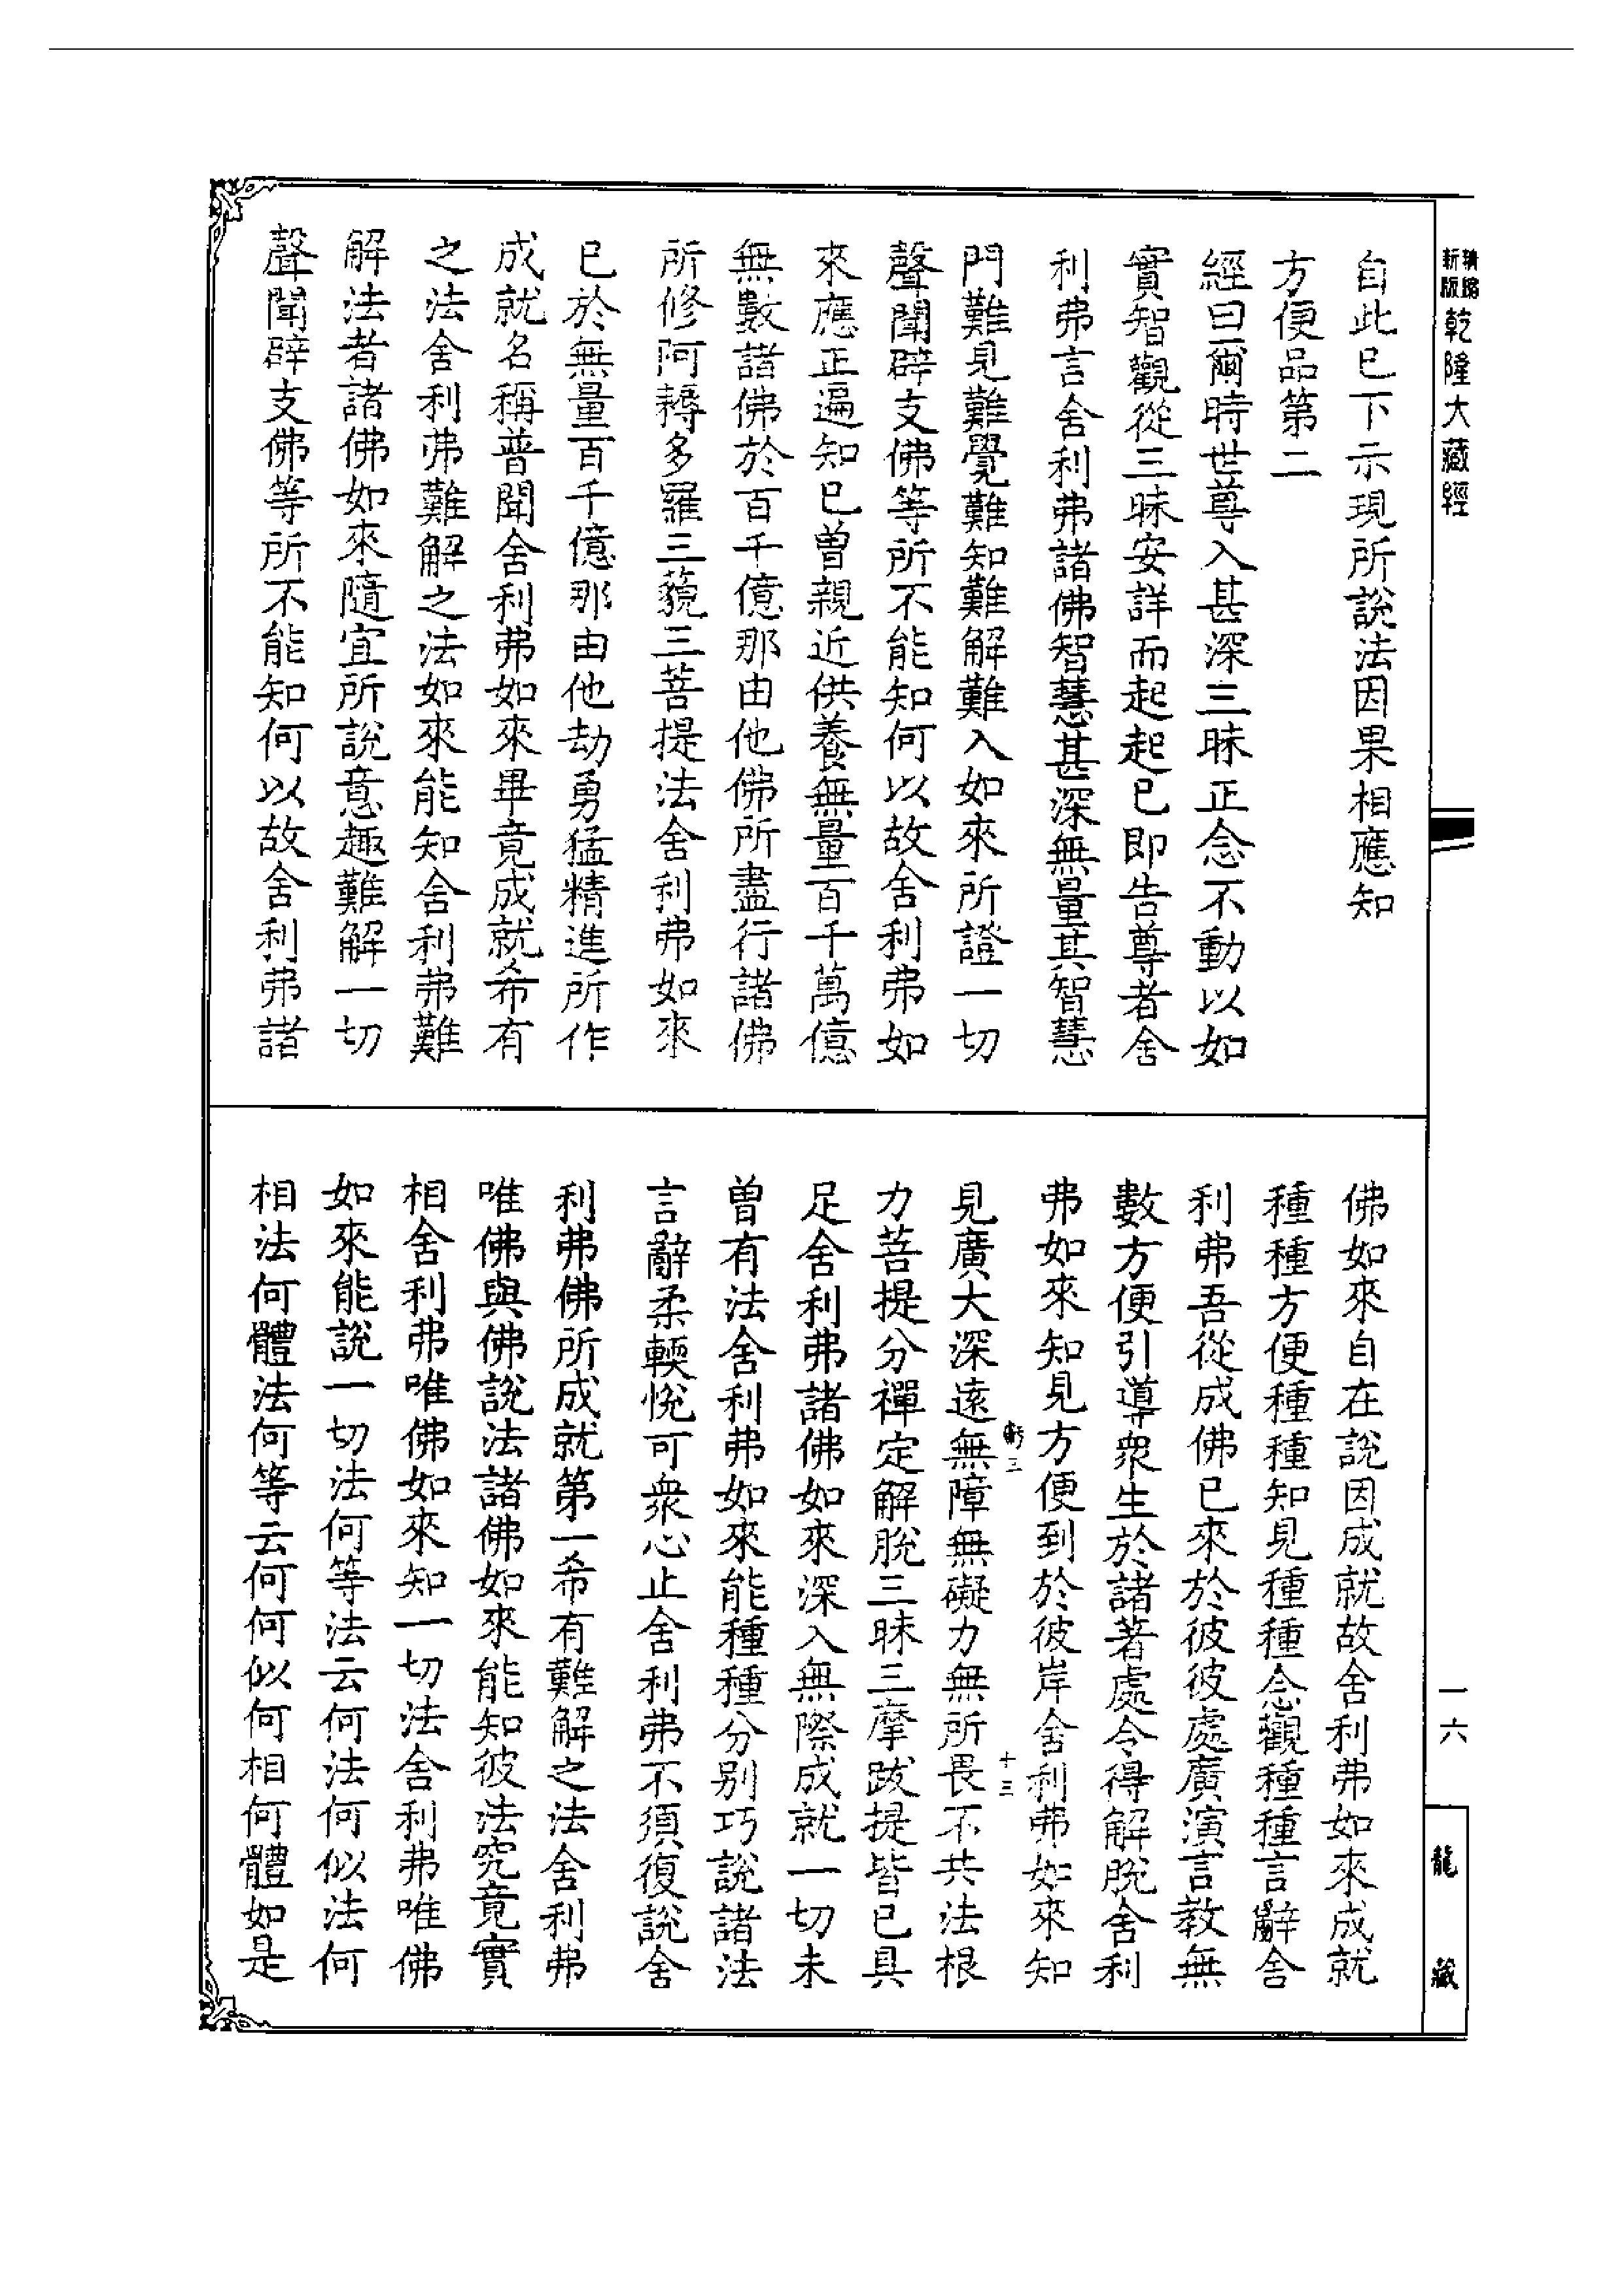 新版 精縮 乾隆大藏經
自此已下示現所說法因果相應知
方便品第二
經曰爾時世尊入甚深三昧正念不動以如
實智觀從三昧安詳而起起已即告尊者舍
利弗言舍利弗諸佛智慧甚深無量其智慧
門難見難覺難知難解難入如來所證一切
聲聞辟支佛等所不能知何以故舍利弗如
來應正遍知已曾親近供養無量百千萬億
無數諸佛於百千億那由他佛所盡行諸佛
所修阿耨多羅三藐三菩提法舍利弗如來
已於無量百千億那由他劫勇猛精進所作
成就名稱普聞舍利弗如來畢竟成就希有
之法舍利弗難解之法如來能知舍利弗難
解法者諸佛如來隨宜所說意趣難解一切
聲聞辟支佛等所不能知何以故舍利弗諸
佛如來自在說因成就故舍利弗如來成就
種種方便種種知見種種念觀種種言辭舍
利弗吾從成佛已來於彼彼處廣演言教無
數方便引導眾生於諸著處令得解脫舍利
弗如來知見方便到於彼岸舍利弗如來知
見廣大深遠無障無礙力無所畏不共法根
力菩提分禪定解脫三昧三摩跋提皆已具
足舍利弗諸佛如來深入無際成就一切未
曾有法舍利弗如來能種種分別巧說諸法
言辭柔輭悅可眾心止舍利弗不須復說舍
利弗佛所成就第一希有難解之法舍利弗
唯佛與佛說法諸佛如來能知彼法究竟實
相舍利弗唯佛如來知一切法舍利弗唯佛
如來能說一切法何等法云何法何似法何
相法何體法何等云何何似何相何體如是
十三
一六
龍藏